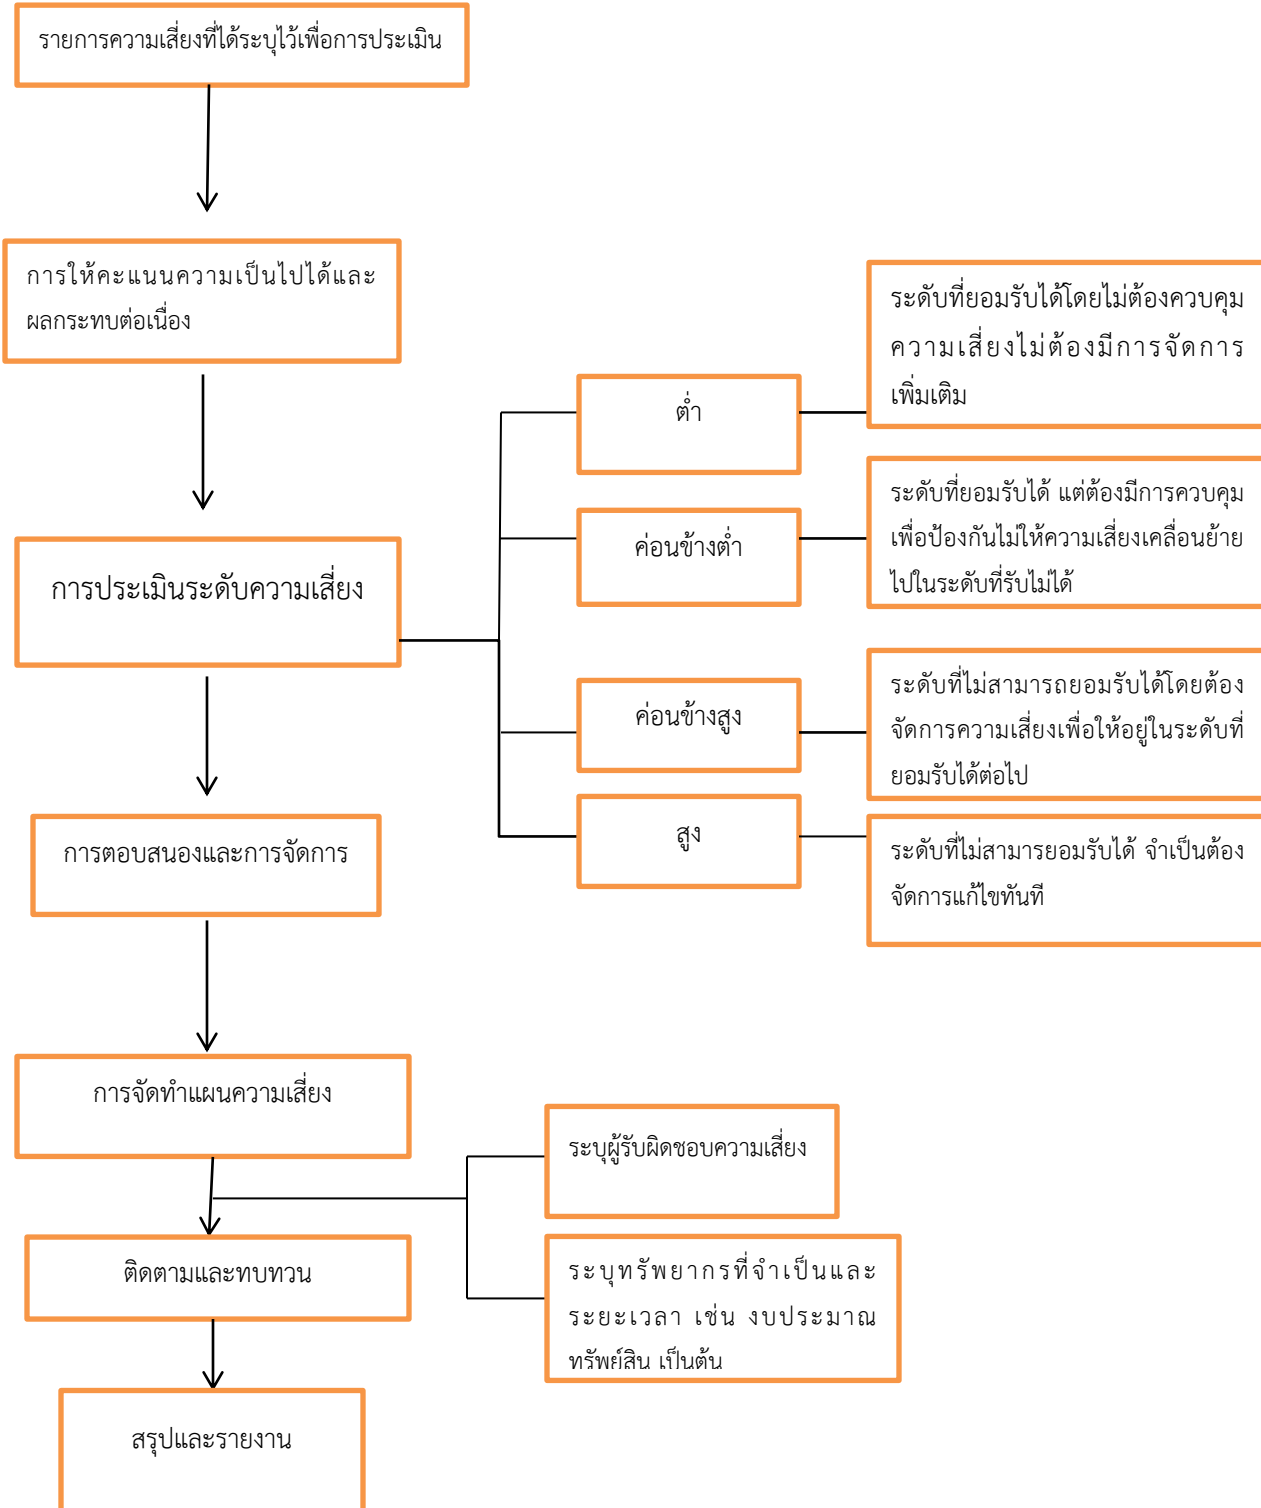 รายการความเสี่ยงที่ได้ระบุไว้เพื่อการประเมิน
การให้คะแนนความเป็นไปได้และ
ผลกระทบต่อเนื่อง
การประเมินระดับความเสี่ยง
ต่ำ
ระดับที่ยอมรับได้โดยไม่ต้องควบคุม
ความเสี่ยงไม่ต้องมีการจัดการ
เพิ่มเติม
ค่อนข้างต่ำ
ระดับที่ยอมรับได้ แต่ต้องมีการควบคุม
เพื่อป้องกันไม่ให้ความเสี่ยงเคลื่อนย้าย
ไปในระดับที่รับไม่ได้
ค่อนข้างสูง
ระดับที่ไม่สามารถยอมรับได้โดยต้อง
จัดการความเสี่ยงเพื่อให้อยู่ในระดับที่
ยอมรับได้ต่อไป
สูง
ระดับที่ไม่สามารยอมรับได้ จำเป็นต้อง
จัดการแก้ไขทันที
การตอบสนองและการจัดการ
การจัดทำแผนความเสี่ยง
ระบุผู้รับผิดชอบความเสี่ยง
ระบุทรัพยากรที่จำเป็นและ
ระยะเวลา เช่น งบประมาณ
ทรัพย์สิน เป็นต้น
ติดตามและทบทวน
สรุปและรายงาน